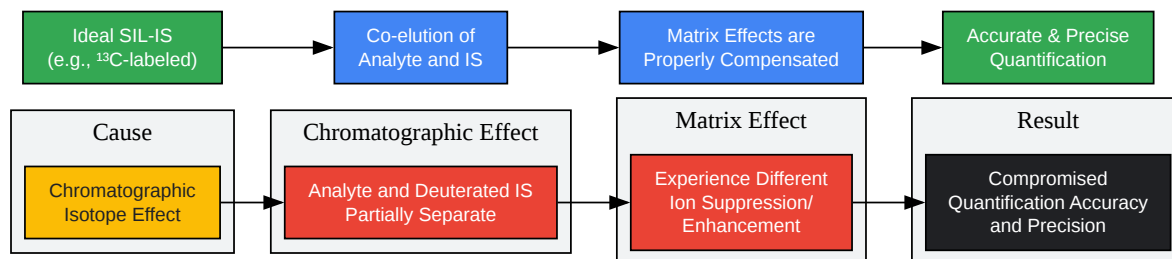 Ideal SIL-IS
(e.g., ¹³C-labeled)
Co-elution of
Analyte and IS
Matrix Effects are
Properly Compensated
Accurate & Precise
Quantification
Cause
Chromatographic
Isotope Effect
Chromatographic Effect
Analyte and Deuterated IS
Partially Separate
Matrix Effect
Experience Different
Ion Suppression/
Enhancement
Result
Compromised
Quantification Accuracy
and Precision